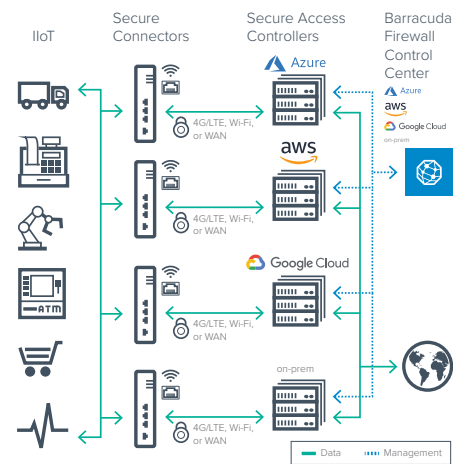 IIoT
Secure
Connectors
Secure Access
Controllers
Barracuda
Firewall
Control
Center
Azure
aws
Google Cloud
on-prem
Azure
4G/LTE, Wi-Fi,
or WAN
aws
4G/LTE, Wi-Fi,
or WAN
Google Cloud
ATM
4G/LTE, Wi-Fi,
or WAN
on-prem
4G/LTE, Wi-Fi,
or WAN
Data
Management